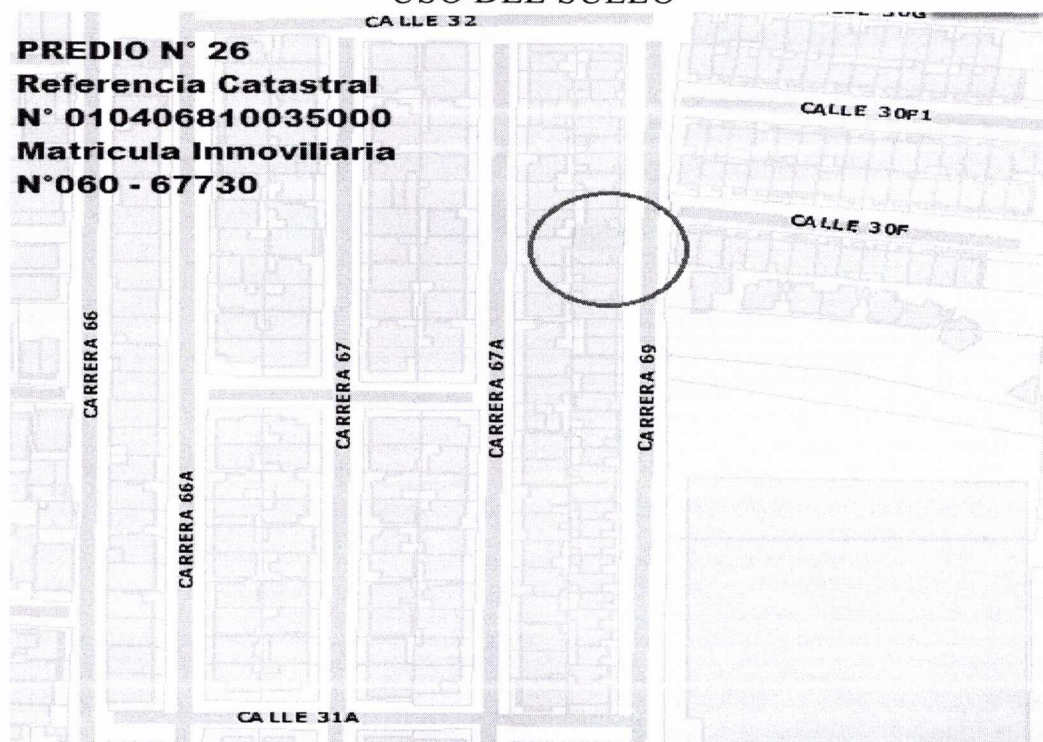 USO DEL SUELO
CALLE 32
PREDIO N° 26
Referencia Catastral
N° 010406810035000
Matricula Inmoviliaria
N°060 - 67730
CALLE 30F1
CALLE 30F
CARRERA 66
CARRERA 67
CARRERA 67A
CARRERA 69
CARRERA 66A
CALLE 31A